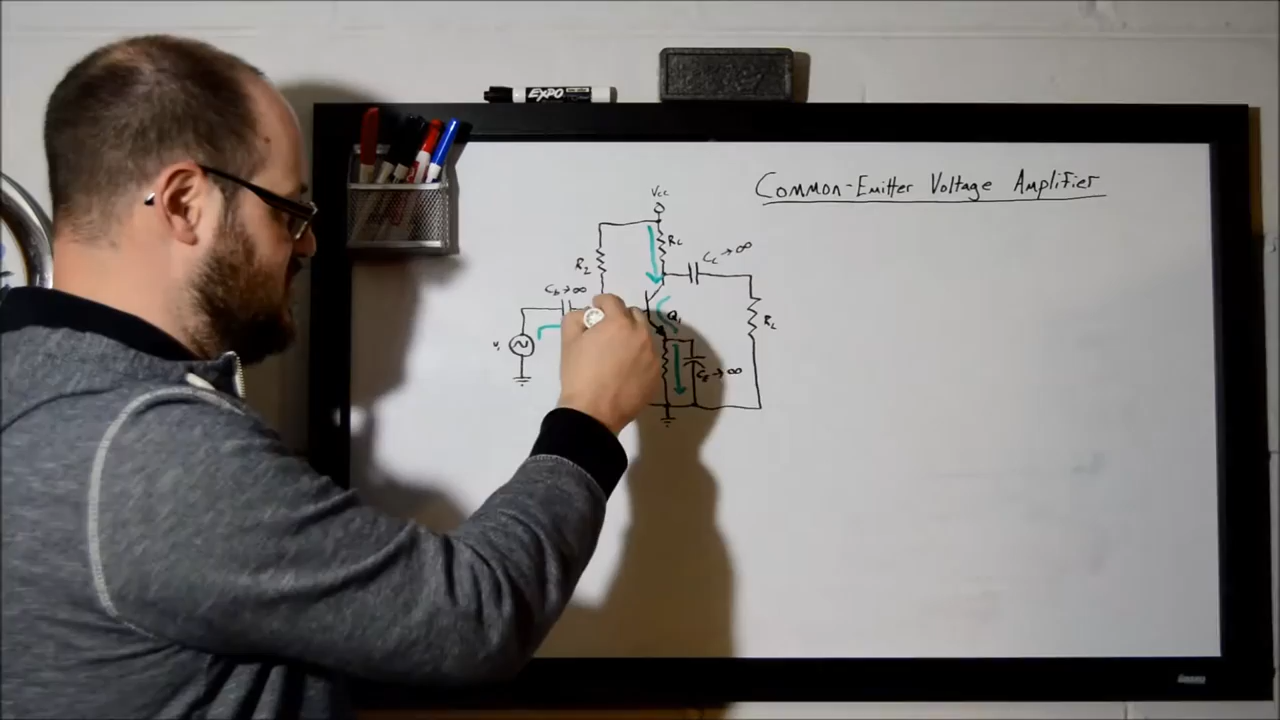 EXPO
Common-Emitter Voltage Amplifier
Vcc
Rc
Cc→∞
R2
Cb→∞
Q1
RL
CE→∞